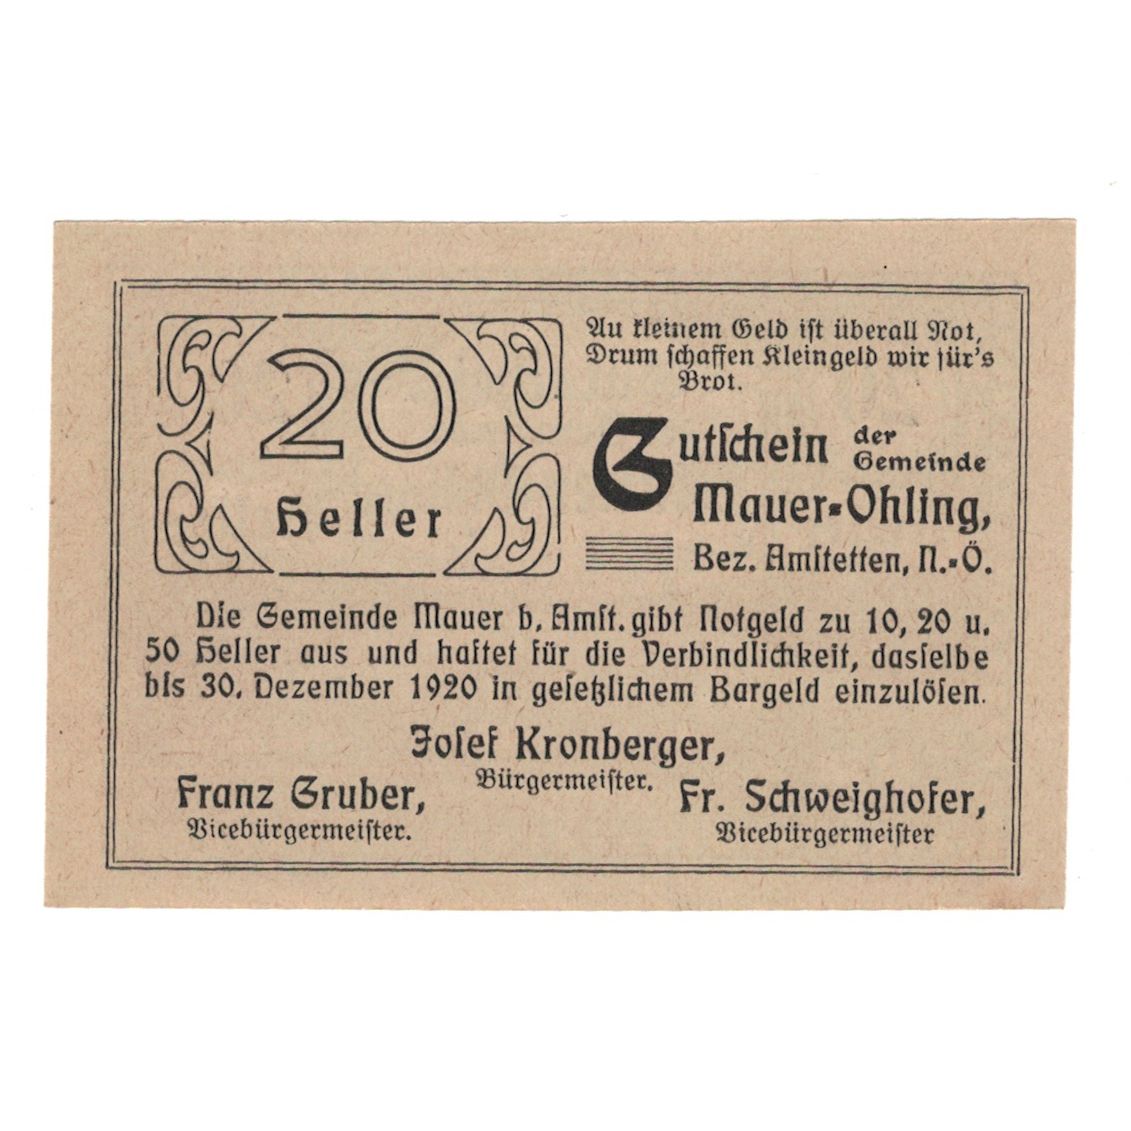 20
Heller
Au kleinem Geld ist überall Not,
Drum schaffen Kleingeld wir für's
Brot.
Gutschein der
Gemeinde
Mauer-Ohling,
Bez. Amstetten, N.-Ö.
Die Gemeinde Mauer b. Amst. gibt Notgeld zu 10, 20 u.
50 Heller aus und haftet für die Verbindlichkeit, dasselbe
bis 30. Dezember 1920 in gesetzlichem Bargeld einzulösen.
Josef Kronberger,
Bürgermeister.
Franz Gruber,
Vicebürgermeister.
Fr. Schweighofer,
Vicebürgermeister